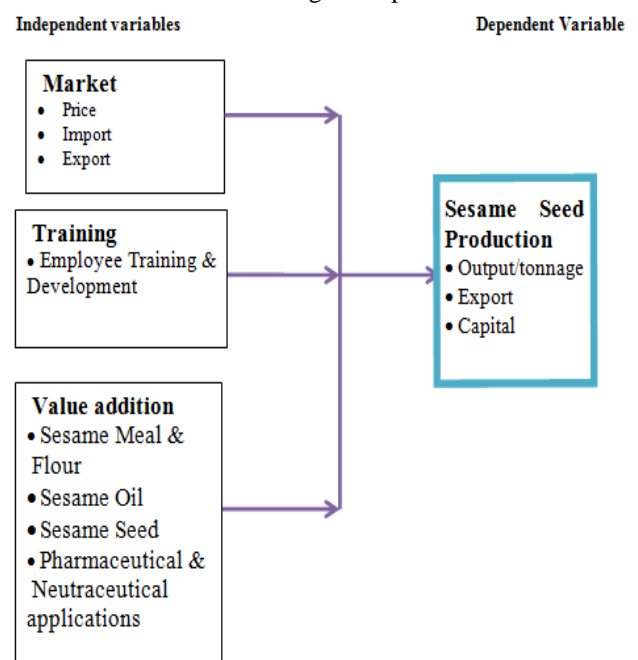 Independent variables
Dependent Variable
Market
• Price
• Import
• Export
Training
• Employee Training &
Development
Value addition
• Sesame Meal &
Flour
• Sesame Oil
• Sesame Seed
• Pharmaceutical &
Neutraceutical
applications
Sesame Seed
Production
• Output/tonnage
• Export
• Capital